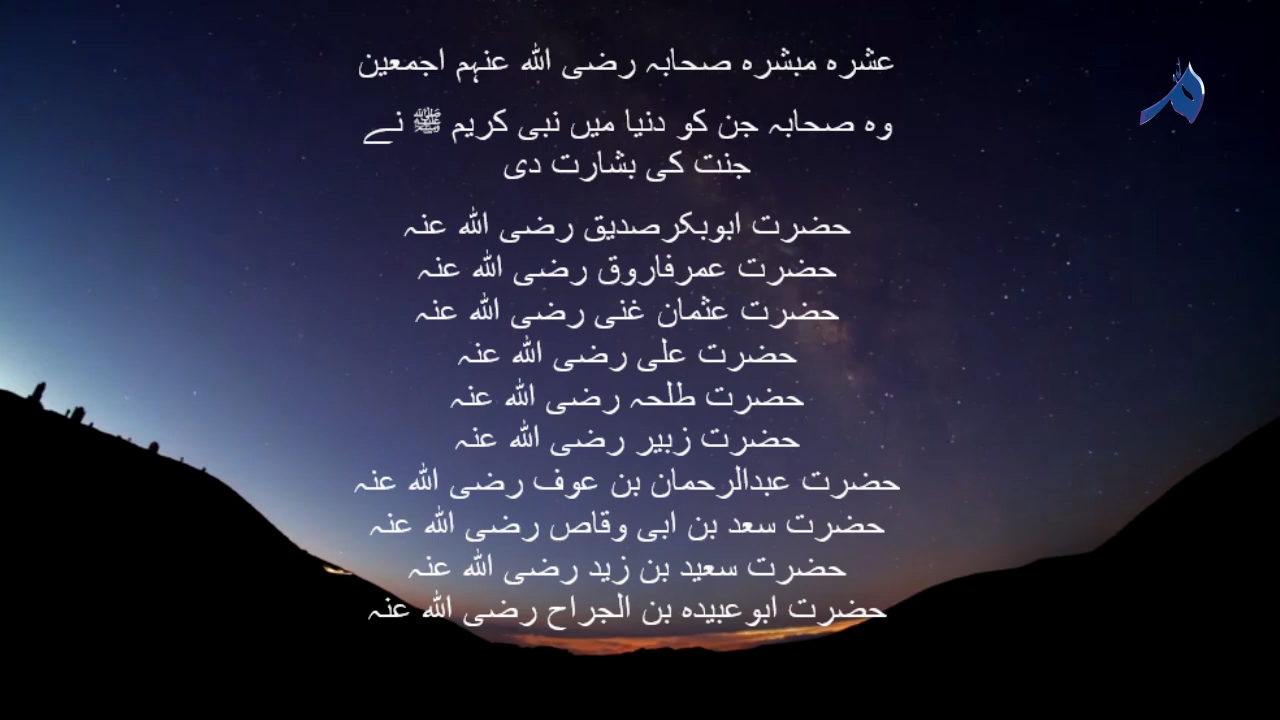 عشرہ مبشرہ صحابہ رضی اللہ عنہم اجمعین
وہ صحابہ جن کو دنیا میں نبی کریم ﷺ نے
جنت کی بشارت دی
حضرت ابوبکرصدیق رضی اللہ عنہ
حضرت عمرفاروق رضی اللہ عنہ
حضرت عثمان غنی رضی اللہ عنہ
حضرت علی رضی اللہ عنہ
حضرت طلحہ رضی اللہ عنہ
حضرت زبیر رضی اللہ عنہ
حضرت عبدالرحمان بن عوف رضی اللہ عنہ
حضرت سعد بن ابی وقاص رضی اللہ عنہ
حضرت سعید بن زید رضی اللہ عنہ
حضرت ابوعبیدہ بن الجراح رضی اللہ عنہ